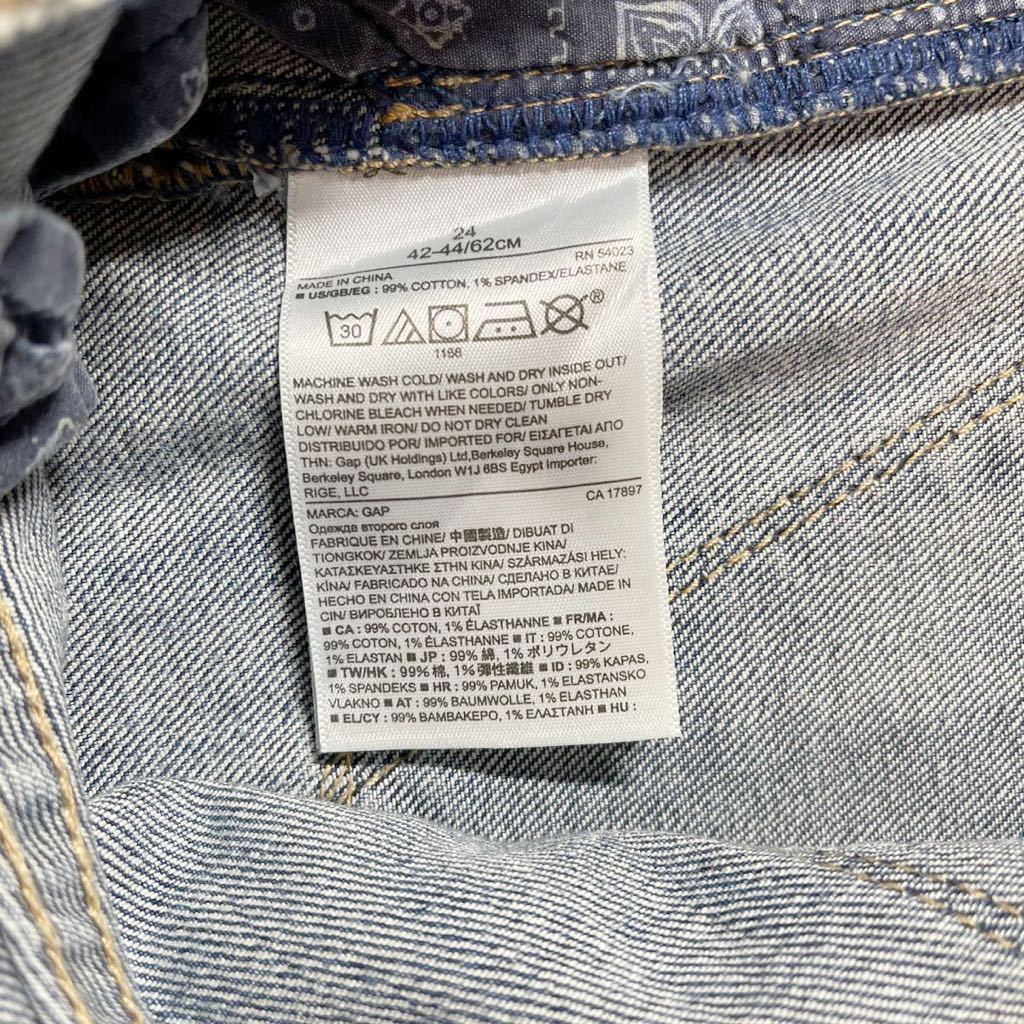 24
42-44/62CM
RN 54023
MADE IN CHINA
■ US/GB/EG : 99% COTTON, 1% SPANDEX/ELASTANE
30
®
1166
MACHINE WASH COLD/ WASH AND DRY INSIDE OUT/
WASH AND DRY WITH LIKE COLORS/ ONLY NON-
CHLORINE BLEACH WHEN NEEDED/ TUMBLE DRY
LOW/ WARM IRON/ DO NOT DRY CLEAN
DISTRIBUIDO POR/ IMPORTED FOR/ ΕΙΣΑΓΕΤΑΙ ΑΠΟ
ΤΗΝ: Gap (UK Holdings) Ltd,Berkeley Square House,
Berkeley Square, London W1J 6BS Egypt Importer:
RIGE, LLC
CA 17897
MARCA: GAP
Одежда второго слоя
FABRIQUE EN CHINE/ 中國製造/ DIBUAT DI
TIONGKOK/ ZEMLJA PROIZVODNJE KINA/
ΚΑΤΑΣΚΕΥΑΣΤΗΚΕ ΣΤΗΝ ΚΙΝΑ/ SZÁRMAZÁSI HELY:
KÍNA/ FABRICADO NA CHINA/ СДЕЛАНО В КИТАЕ/
HECHO EN CHINA CON TELA IMPORTADA/ MADE IN
CIN/ ВИРОБЛЕНО В КИТАЇ
■ CA : 99% COTON, 1% ÉLASTHANNE ■ FR/MA :
99% COTON, 1% ÉLASTHANNE ■ IT : 99% COTONE,
1% ELASTAN ■ JP : 99% 綿, 1% ポリウレタン
■ TW/HK : 99% 棉, 1% 彈性纖維 ■ ID : 99% KAPAS,
1% SPANDEKS ■ HR : 99% PAMUK, 1% ELASTANSKO
VLAKNO ■ AT : 99% BAUMWOLLE, 1% ELASTHAN
■ EL/CY : 99% ΒΑΜΒΑΚΕΡΟ, 1% ΕΛΑΣΤΑΝΗ ■ HU :